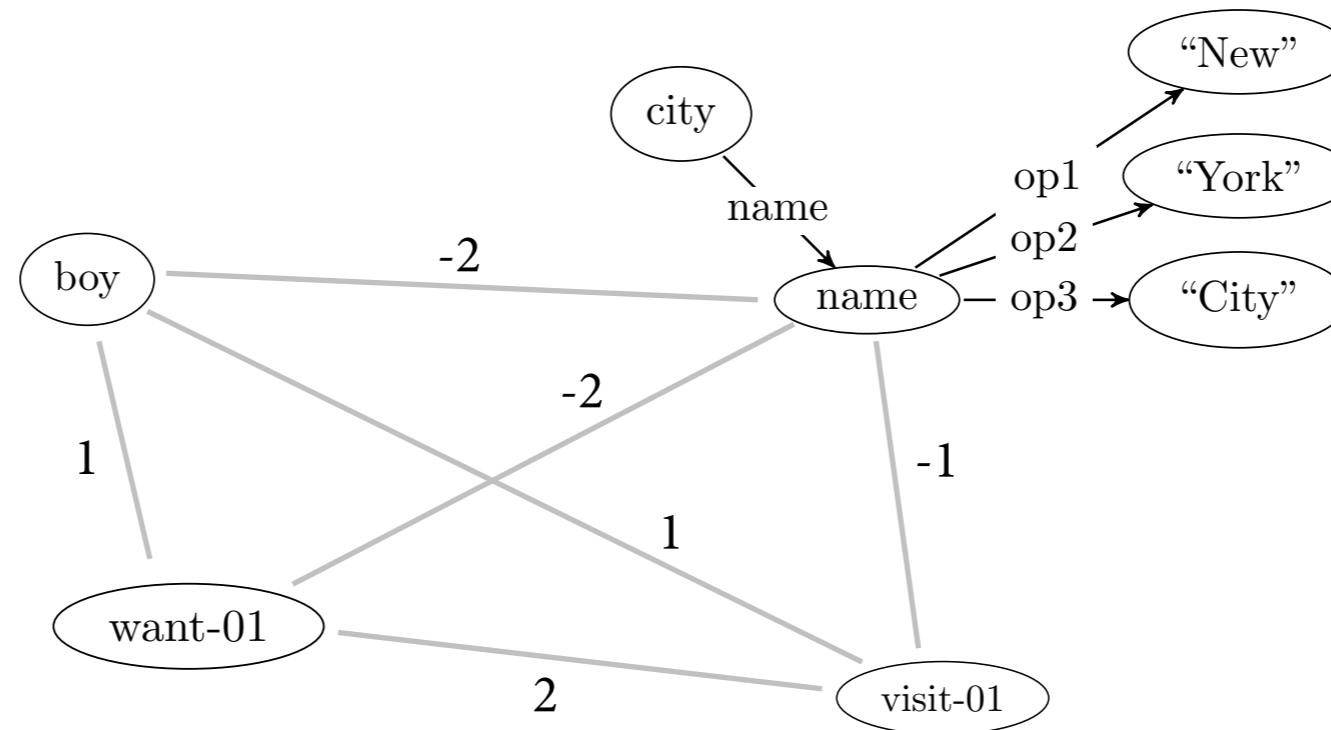 “New”
city
op1
“York”
name
op2
-2
boy
name
op3
“City”
-2
1
-1
1
want-01
2
visit-01